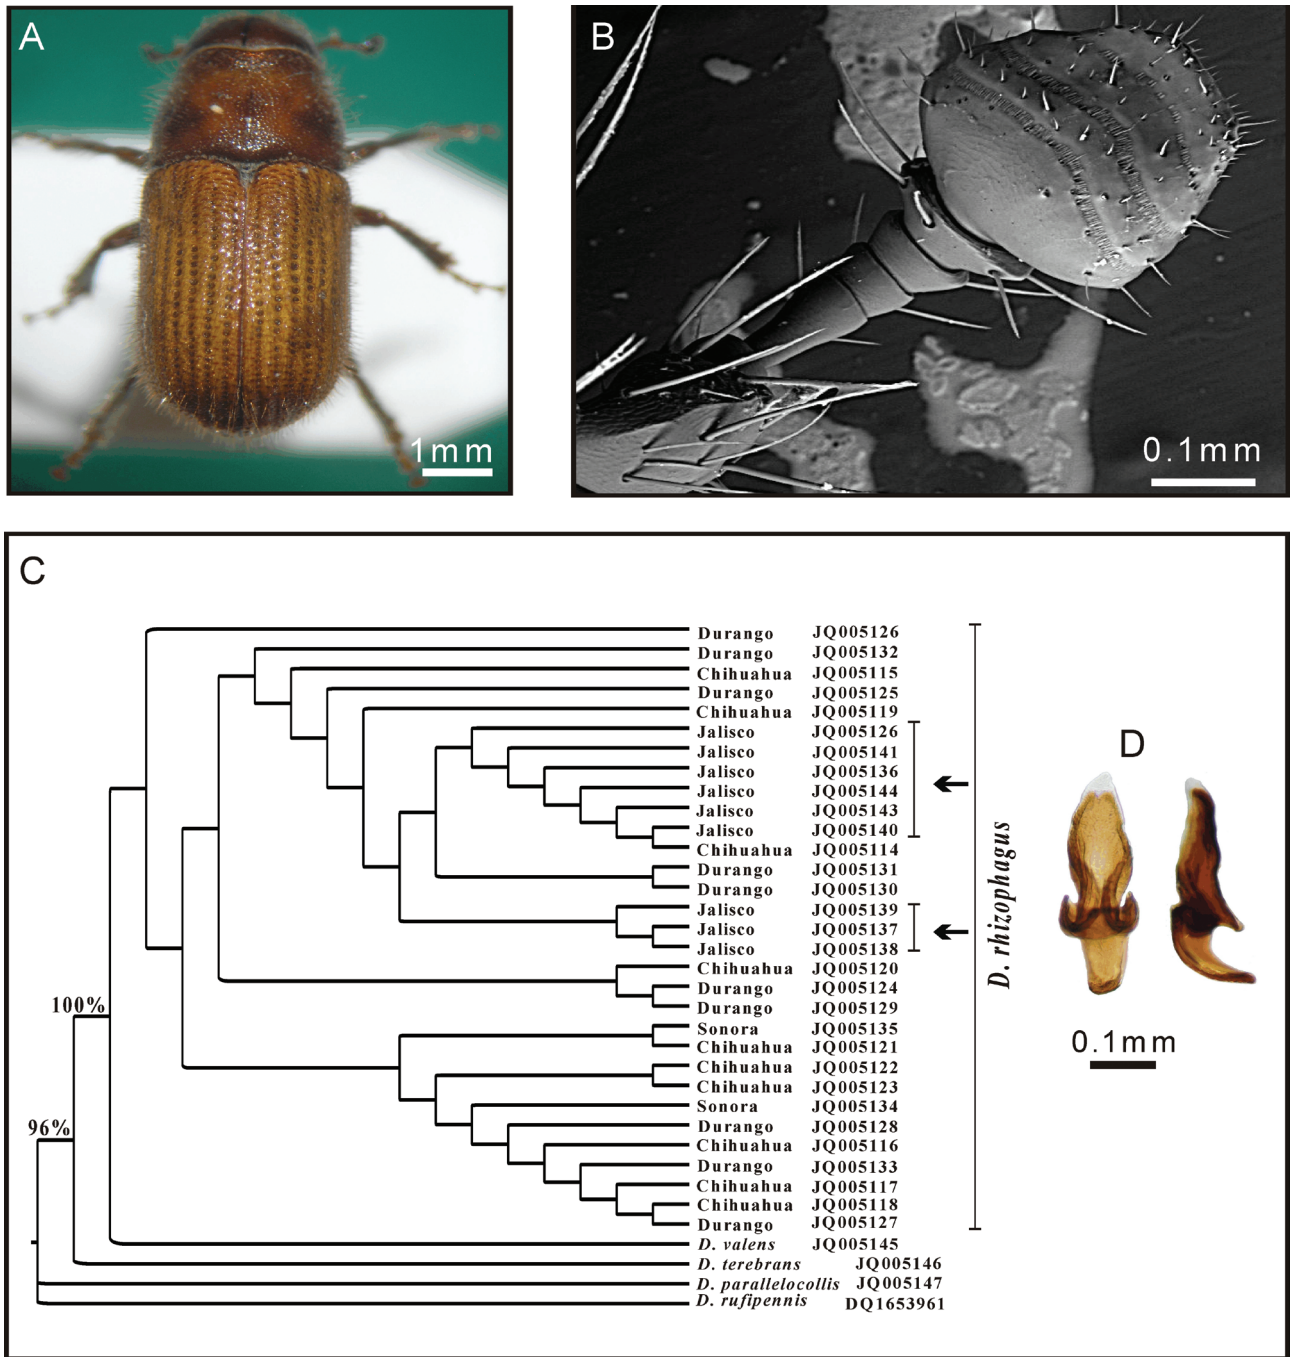 A
1mm
B
0.1mm
C
Durango JQ005126
Durango JQ005132
Chihuahua JQ005115
Durango JQ005125
Chihuahua JQ005119
Jalisco JQ005126
Jalisco JQ005141
Jalisco JQ005136
Jalisco JQ005144
Jalisco JQ005143
Jalisco JQ005140
Chihuahua JQ005114
Durango JQ005131
Durango JQ005130
Jalisco JQ005139
Jalisco JQ005137
Jalisco JQ005138
Chihuahua JQ005120
Durango JQ005124
Durango JQ005129
Sonora JQ005135
Chihuahua JQ005121
Chihuahua JQ005122
Chihuahua JQ005123
Sonora JQ005134
Durango JQ005128
Chihuahua JQ005116
Durango JQ005133
Chihuahua JQ005117
Chihuahua JQ005118
Durango JQ005127
D. valens JQ005145
D. terebrans JQ005146
D. parallelocollis JQ005147
D. rufipennis DQ1653961
100%
96%
D. rhizophagus
D
0.1mm